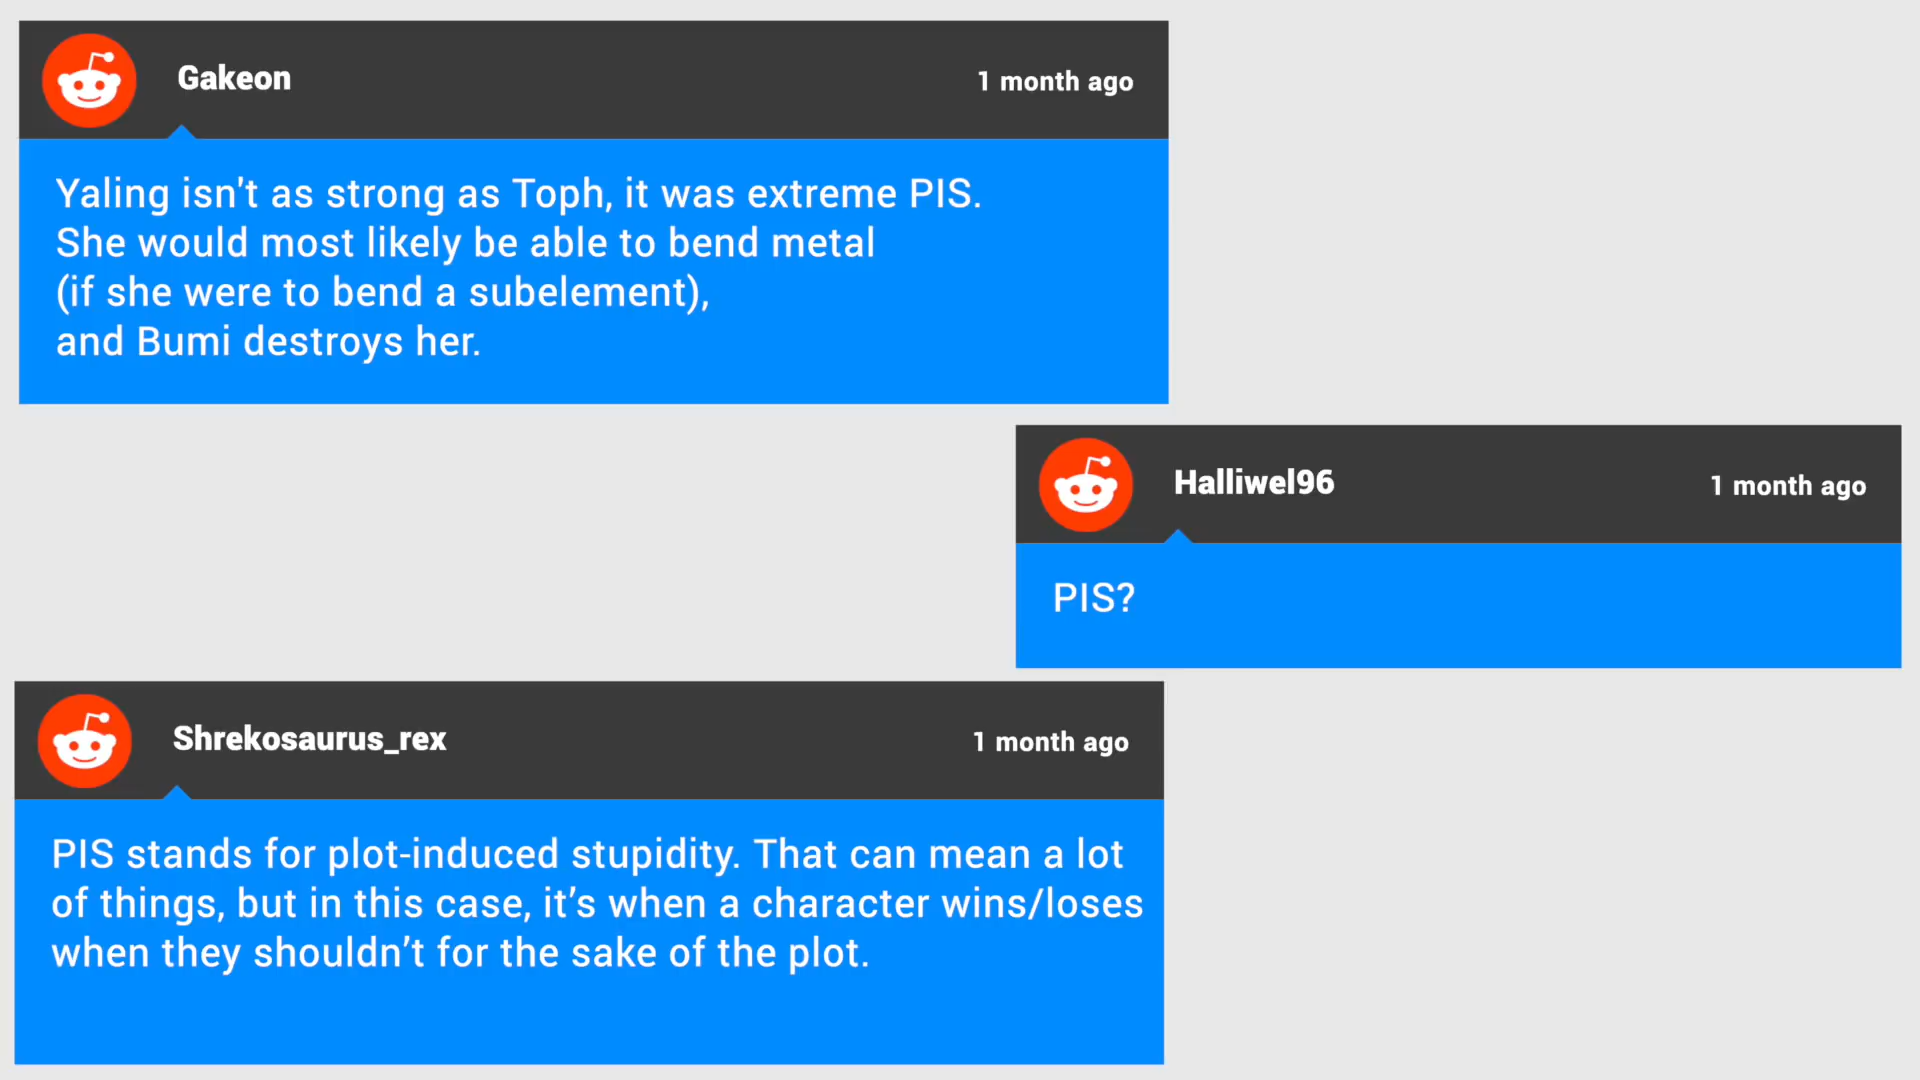 Gakeon
1 month ago
Yaling isn't as strong as Toph, it was extreme PIS.
She would most likely be able to bend metal
(if she were to bend a subelement),
and Bumi destroys her.
Halliwel96
1 month ago
PIS?
Shrekosaurus_rex
1 month ago
PIS stands for plot-induced stupidity. That can mean a lot
of things, but in this case, it’s when a character wins/loses
when they shouldn’t for the sake of the plot.